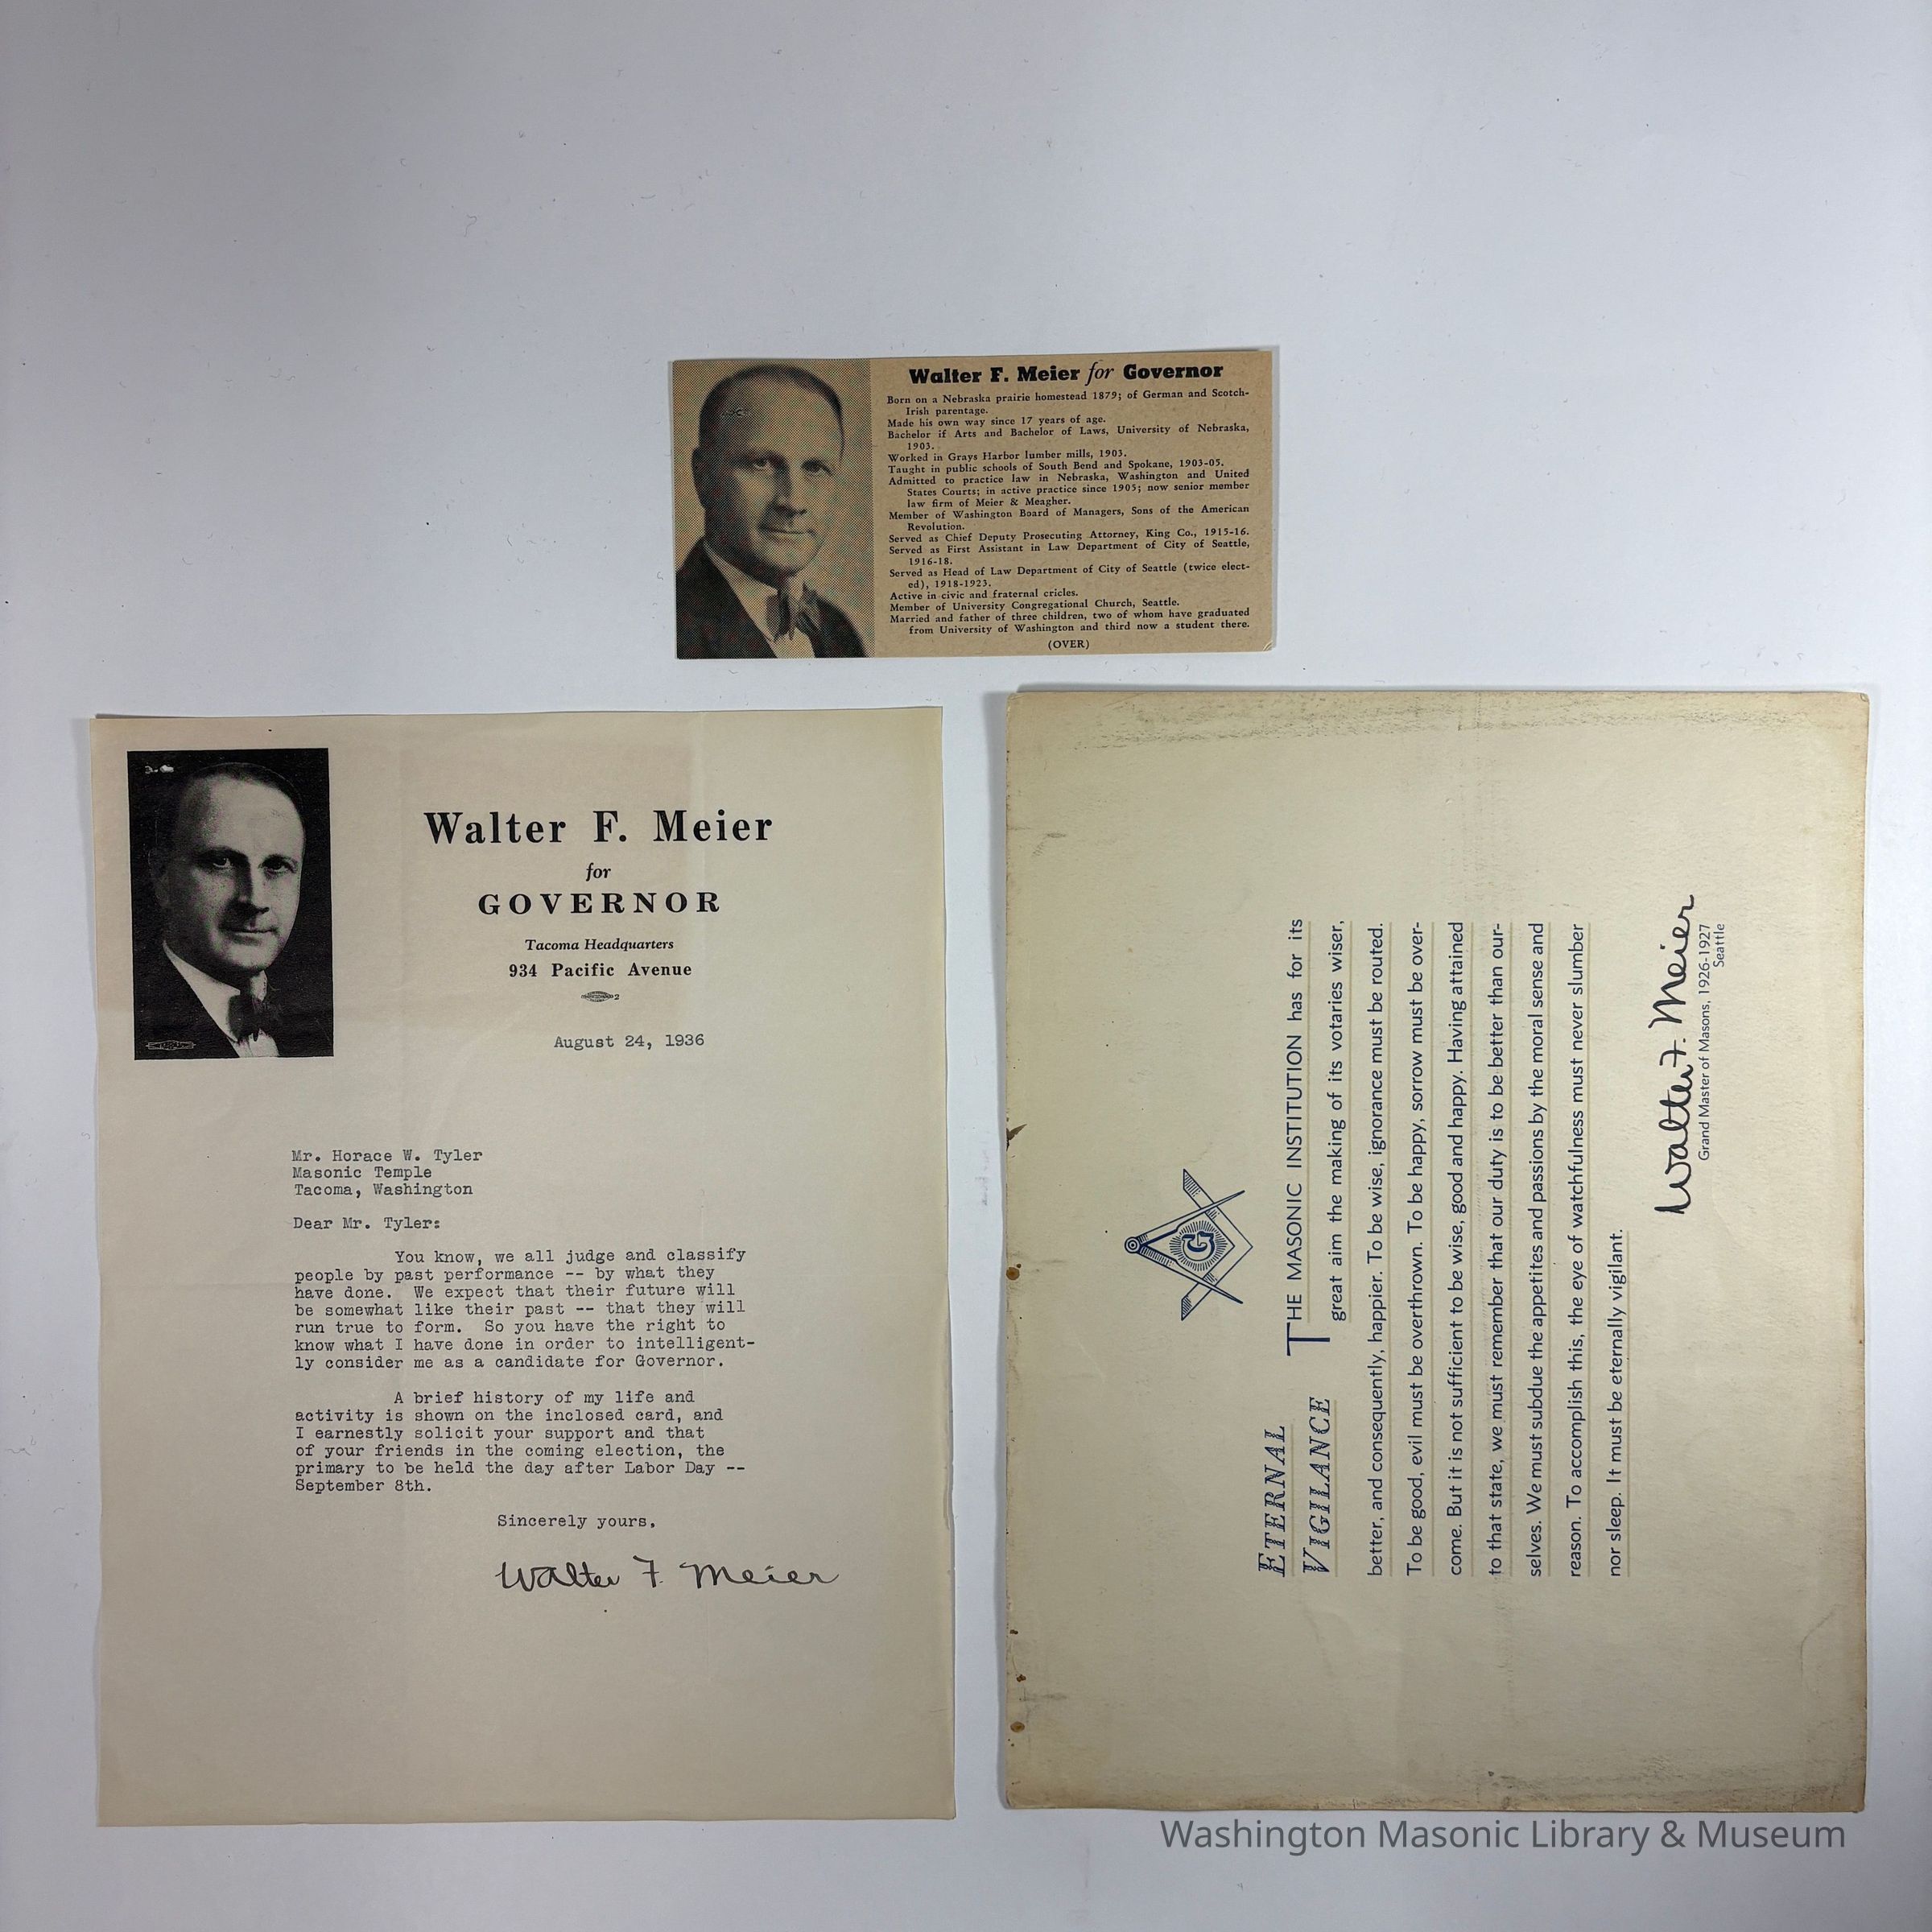 Walter F. Meier for Governor
Born on a Nebraska prairie homestead 1879; of German and Scotch-
Irish parentage.
Made his own way since 17 years of age.
Bachelor if Arts and Bachelor of Laws, University of Nebraska,
1903.
Worked in Grays Harbor lumber mills, 1903.
Taught in public schools of South Bend and Spokane, 1903-05.
Admitted to practice law in Nebraska, Washington and United
States Courts; in active practice since 1905; now senior member
law firm of Meier & Meagher.
Member of Washington Board of Managers, Sons of the American
Revolution.
Served as Chief Deputy Prosecuting Attorney, King Co., 1915-16.
Served as First Assistant in Law Department of City of Seattle,
1916-18.
Served as Head of Law Department of City of Seattle (twice elect-
ed), 1918-1923.
Active in civic and fraternal cricles.
Member of University Congregational Church, Seattle.
Married and father of three children, two of whom have graduated
from University of Washington and third now a student there.
(OVER)
Walter F. Meier
for
GOVERNOR
Tacoma Headquarters
934 Pacific Avenue
2
August 24, 1936
Mr. Horace W. Tyler
Masonic Temple
Tacoma, Washington
Dear Mr. Tyler:
You know, we all judge and classify
people by past performance -- by what they
have done. We expect that their future will
be somewhat like their past -- that they will
run true to form. So you have the right to
know what I have done in order to intelligent-
ly consider me as a candidate for Governor.
A brief history of my life and
activity is shown on the inclosed card, and
I earnestly solicit your support and that
of your friends in the coming election, the
primary to be held the day after Labor Day --
September 8th.
Sincerely yours,
Walter F. Meier
G
ETERNAL
VIGILANCE
THE MASONIC INSTITUTION has for its
great aim the making of its votaries wiser,
better, and consequently, happier. To be wise, ignorance must be routed.
To be good, evil must be overthrown. To be happy, sorrow must be over-
come. But it is not sufficient to be wise, good and happy. Having attained
to that state, we must remember that our duty is to be better than our-
selves. We must subdue the appetites and passions by the moral sense and
reason. To accomplish this, the eye of watchfulness must never slumber
nor sleep. It must be eternally vigilant.
Walter F. Meier
Grand Master of Masons, 1926-1927
Seattle
Washington Masonic Library & Museum